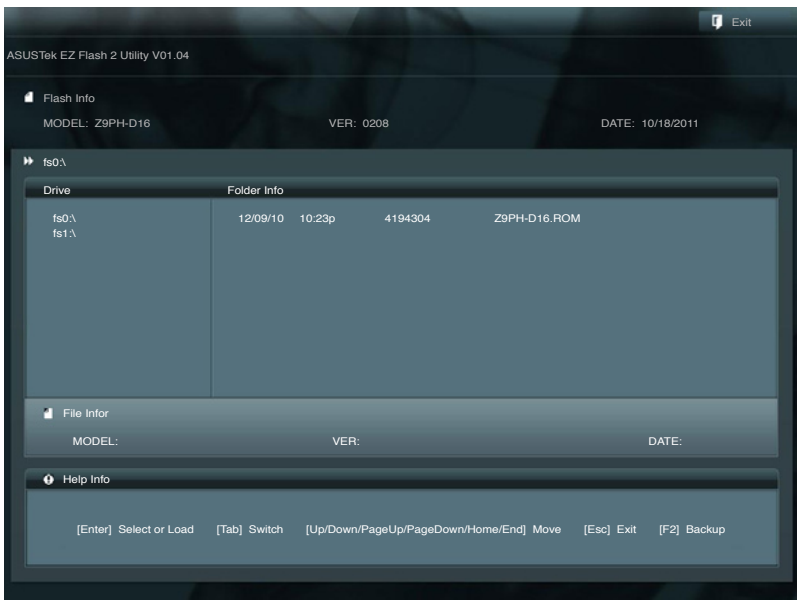 Exit
ASUSTek EZ Flash 2 Utility V01.04
Flash Info
MODEL: Z9PH-D16 VER: 0208 DATE: 10/18/2011
fs0:\
Drive Folder Info
fs0:\ 12/09/10 10:23p 4194304 Z9PH-D16.ROM
fs1:\
File Infor
MODEL: VER: DATE:
Help Info
[Enter] Select or Load [Tab] Switch [Up/Down/PageUp/PageDown/Home/End] Move [Esc] Exit [F2] Backup